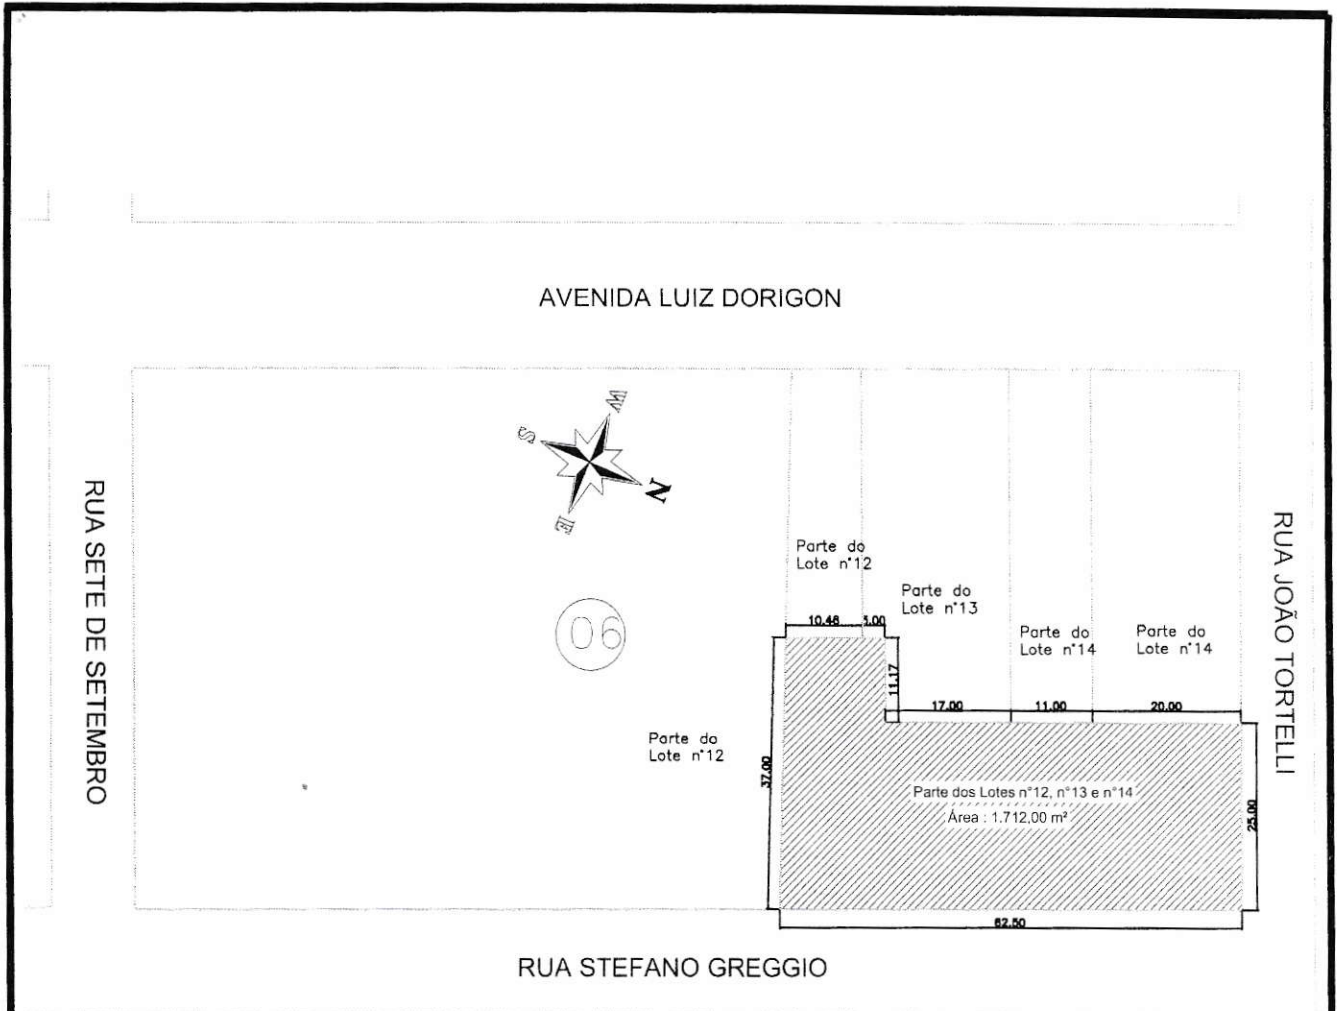 AVENIDA LUIZ DORIGON
W
S
N
E
RUA SETE DE SETEMBRO
RUA JOÃO TORTELLI
Parte do
Lote n°12
Parte do
Lote n°13
Parte do
Lote n°14
Parte do
Lote n°14
10.46
5.00
11.17
17.00
11.00
20.00
06
Parte do
Lote n°12
37.00
Parte dos Lotes n°12, n°13 e n°14
Área : 1.712,00 m²
25.00
62.50
RUA STEFANO GREGGIO